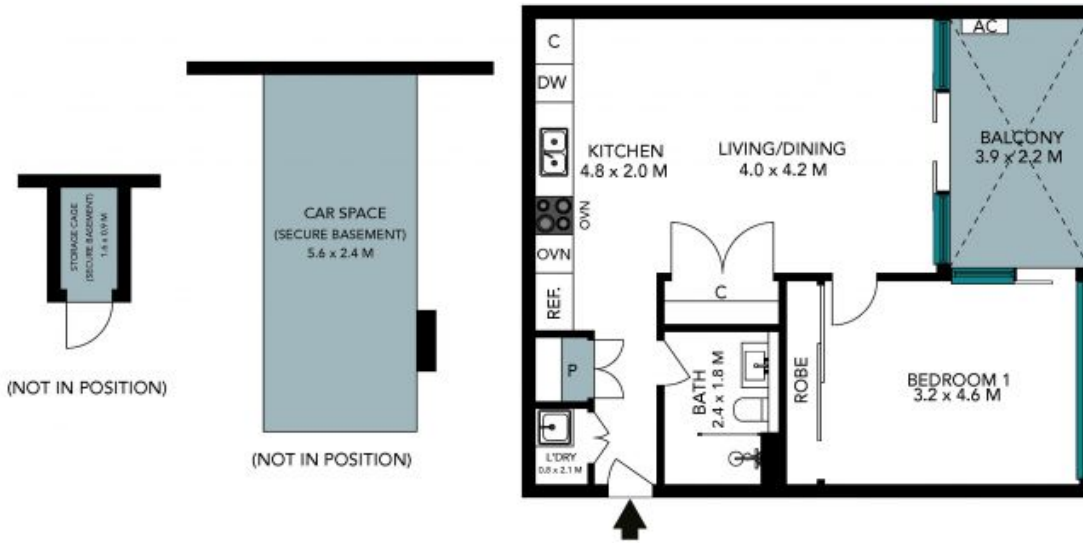 STORAGE CAGE
(SECURE BASEMENT)
1.6 x 0.9 M
(NOT IN POSITION)
CAR SPACE
(SECURE BASEMENT)
5.6 x 2.4 M
(NOT IN POSITION)
C
DW
KITCHEN
4.8 x 2.0 M
OVN
OVN
REF.
P
L'DRY
0.8 x 2.1 M
LIVING/DINING
4.0 x 4.2 M
C
BATH
2.4 x 1.8 M
AC
BALCONY
3.9 x 2.2 M
ROBE
BEDROOM 1
3.2 x 4.6 M